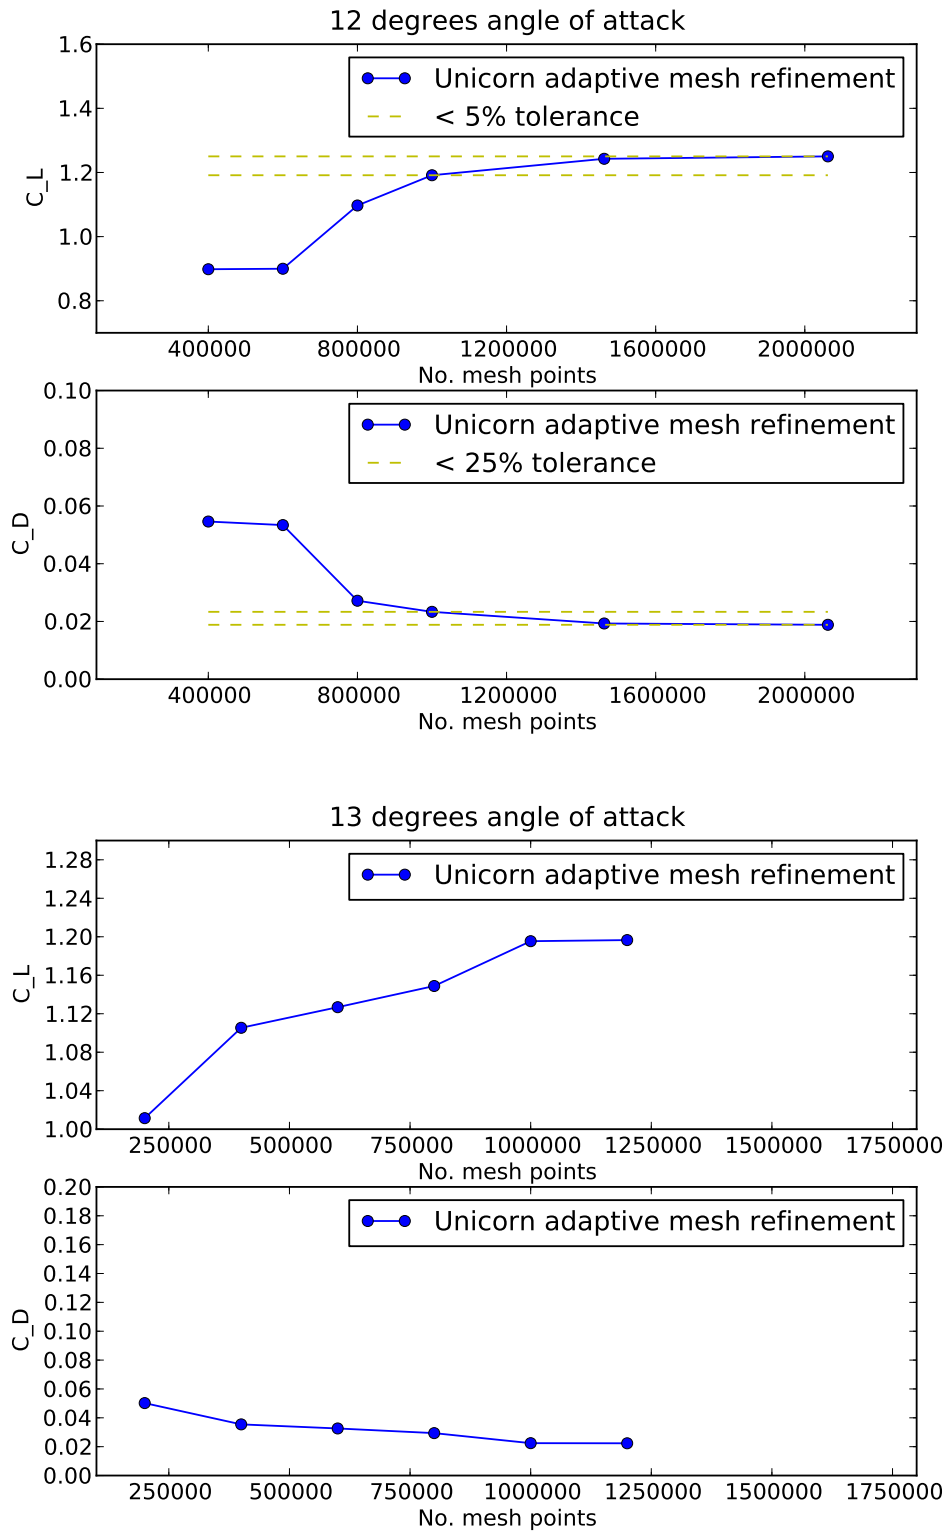 12 degrees angle of attack
1.6
1.4
1.2
1.0
0.8
C_L
Unicorn adaptive mesh refinement
< 5% tolerance
400000 800000 1200000 1600000 2000000
No. mesh points
0.10
0.08
0.06
0.04
0.02
0.00
C_D
Unicorn adaptive mesh refinement
< 25% tolerance
400000 800000 1200000 1600000 2000000
No. mesh points
13 degrees angle of attack
1.28
1.24
1.20
1.16
1.12
1.08
1.04
1.00
C_L
Unicorn adaptive mesh refinement
250000 500000 750000 1000000 1250000 1500000 1750000
No. mesh points
0.20
0.18
0.16
0.14
0.12
0.10
0.08
0.06
0.04
0.02
0.00
C_D
Unicorn adaptive mesh refinement
250000 500000 750000 1000000 1250000 1500000 1750000
No. mesh points